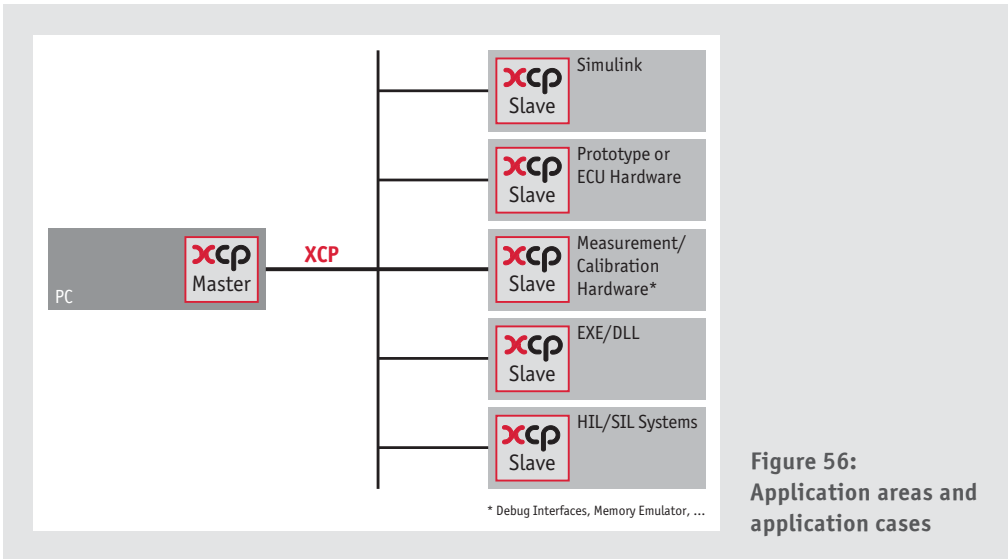 xcp
Slave
Simulink
xcp
Slave
Prototype or
ECU Hardware
PC
xcp
Master
XCP
xcp
Slave
Measurement/
Calibration
Hardware*
xcp
Slave
EXE/DLL
xcp
Slave
HIL/SIL Systems
* Debug Interfaces, Memory Emulator, ...
Figure 56:
Application areas and
application cases